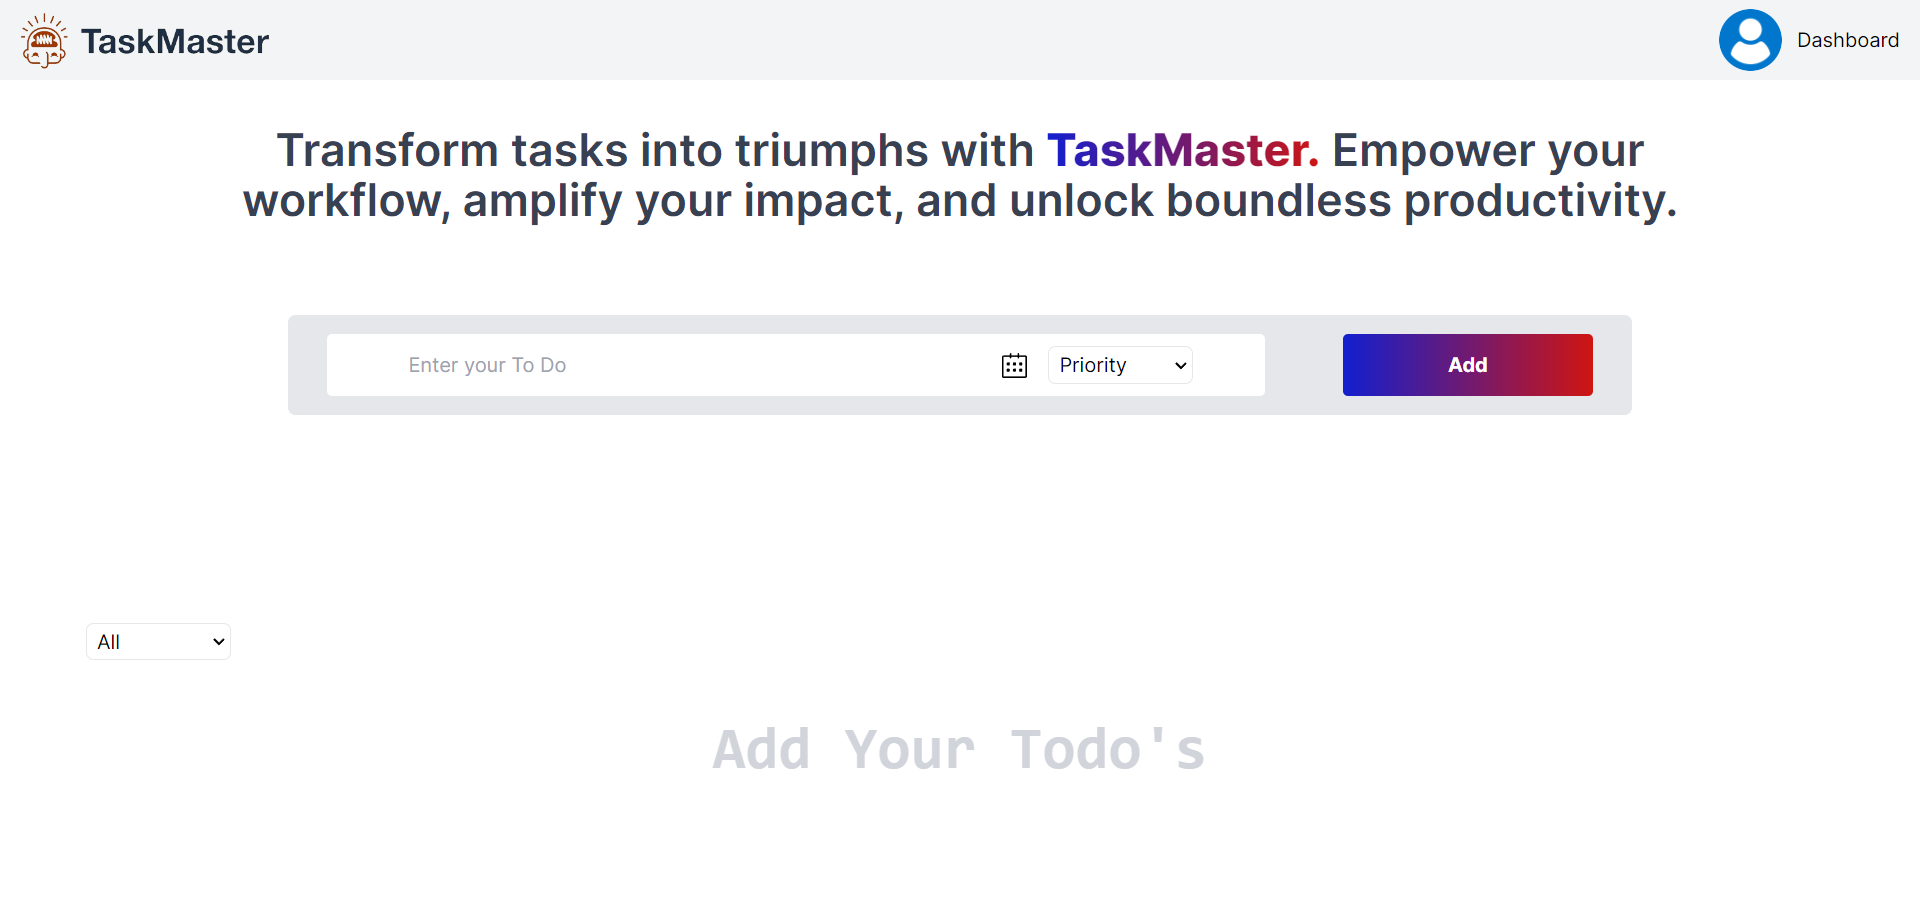 TaskMaster
Dashboard
Transform tasks into triumphs with TaskMaster. Empower your
workflow, amplify your impact, and unlock boundless productivity.
Enter your To Do
Priority
Add
All
Add Your Todo's